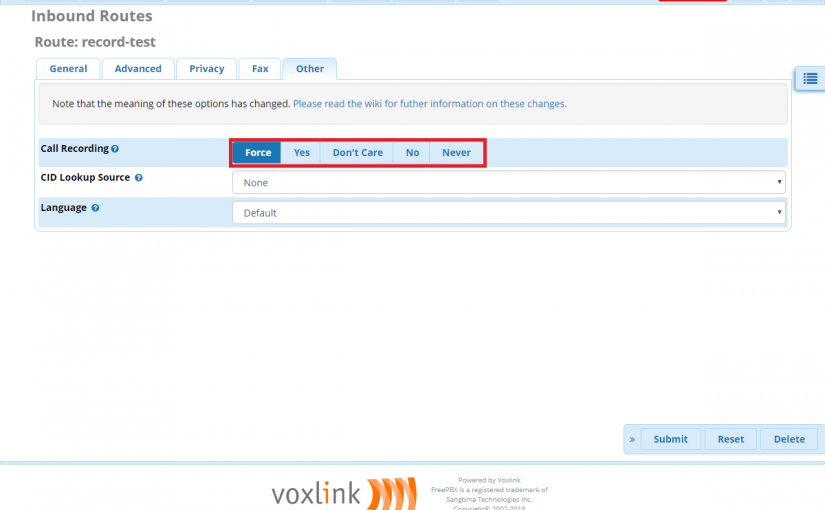 Inbound Routes
Route: record-test
General Advanced Privacy Fax Other
Note that the meaning of these options has changed. Please read the wiki for futher information on these changes.
Call Recording Force Yes Don't Care No Never
CID Lookup Source None
Language Default
» Submit Reset Delete
voxlink
Powered by Voxlink
FreePBX is a registered trademark of
Sangoma Technologies Inc.
Copyright© 2007-2018